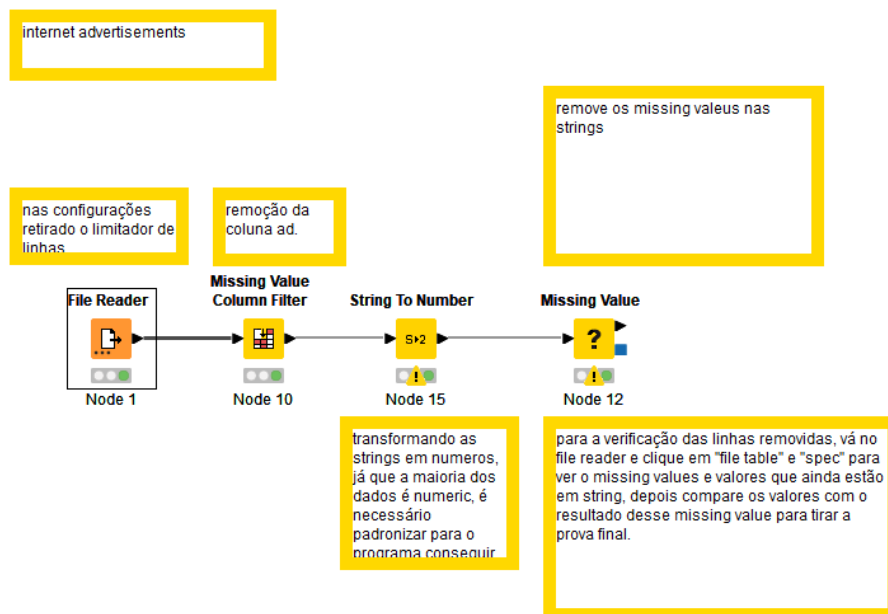 internet advertisements
remove os missing valeus nas
strings
nas configurações
retirado o limitador de
linhas
remoção da
coluna ad.
File Reader
Missing Value
Column Filter
String To Number
Missing Value
S▸2
?
Node 1
Node 10
Node 15
Node 12
transformando as
strings em numeros,
já que a maioria dos
dados é numeric, é
necessário
padronizar para o
programa conseguir
para a verificação das linhas removidas, vá no
file reader e clique em "file table" e "spec" para
ver o missing values e valores que ainda estão
em string, depois compare os valores com o
resultado desse missing value para tirar a
prova final.